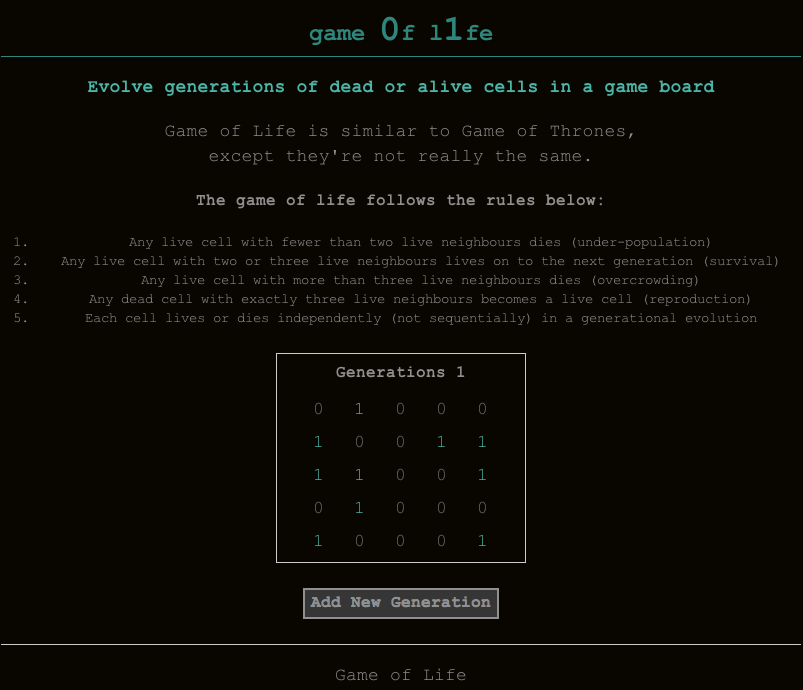 game 0f l1fe
Evolve generations of dead or alive cells in a game board
Game of Life is similar to Game of Thrones,
except they're not really the same.
The game of life follows the rules below:
1. Any live cell with fewer than two live neighbours dies (under-population)
2. Any live cell with two or three live neighbours lives on to the next generation (survival)
3. Any live cell with more than three live neighbours dies (overcrowding)
4. Any dead cell with exactly three live neighbours becomes a live cell (reproduction)
5. Each cell lives or dies independently (not sequentially) in a generational evolution
Generations 1
0 1 0 0 0
1 0 0 1 1
1 1 0 0 1
0 1 0 0 0
1 0 0 0 1
Add New Generation
Game of Life